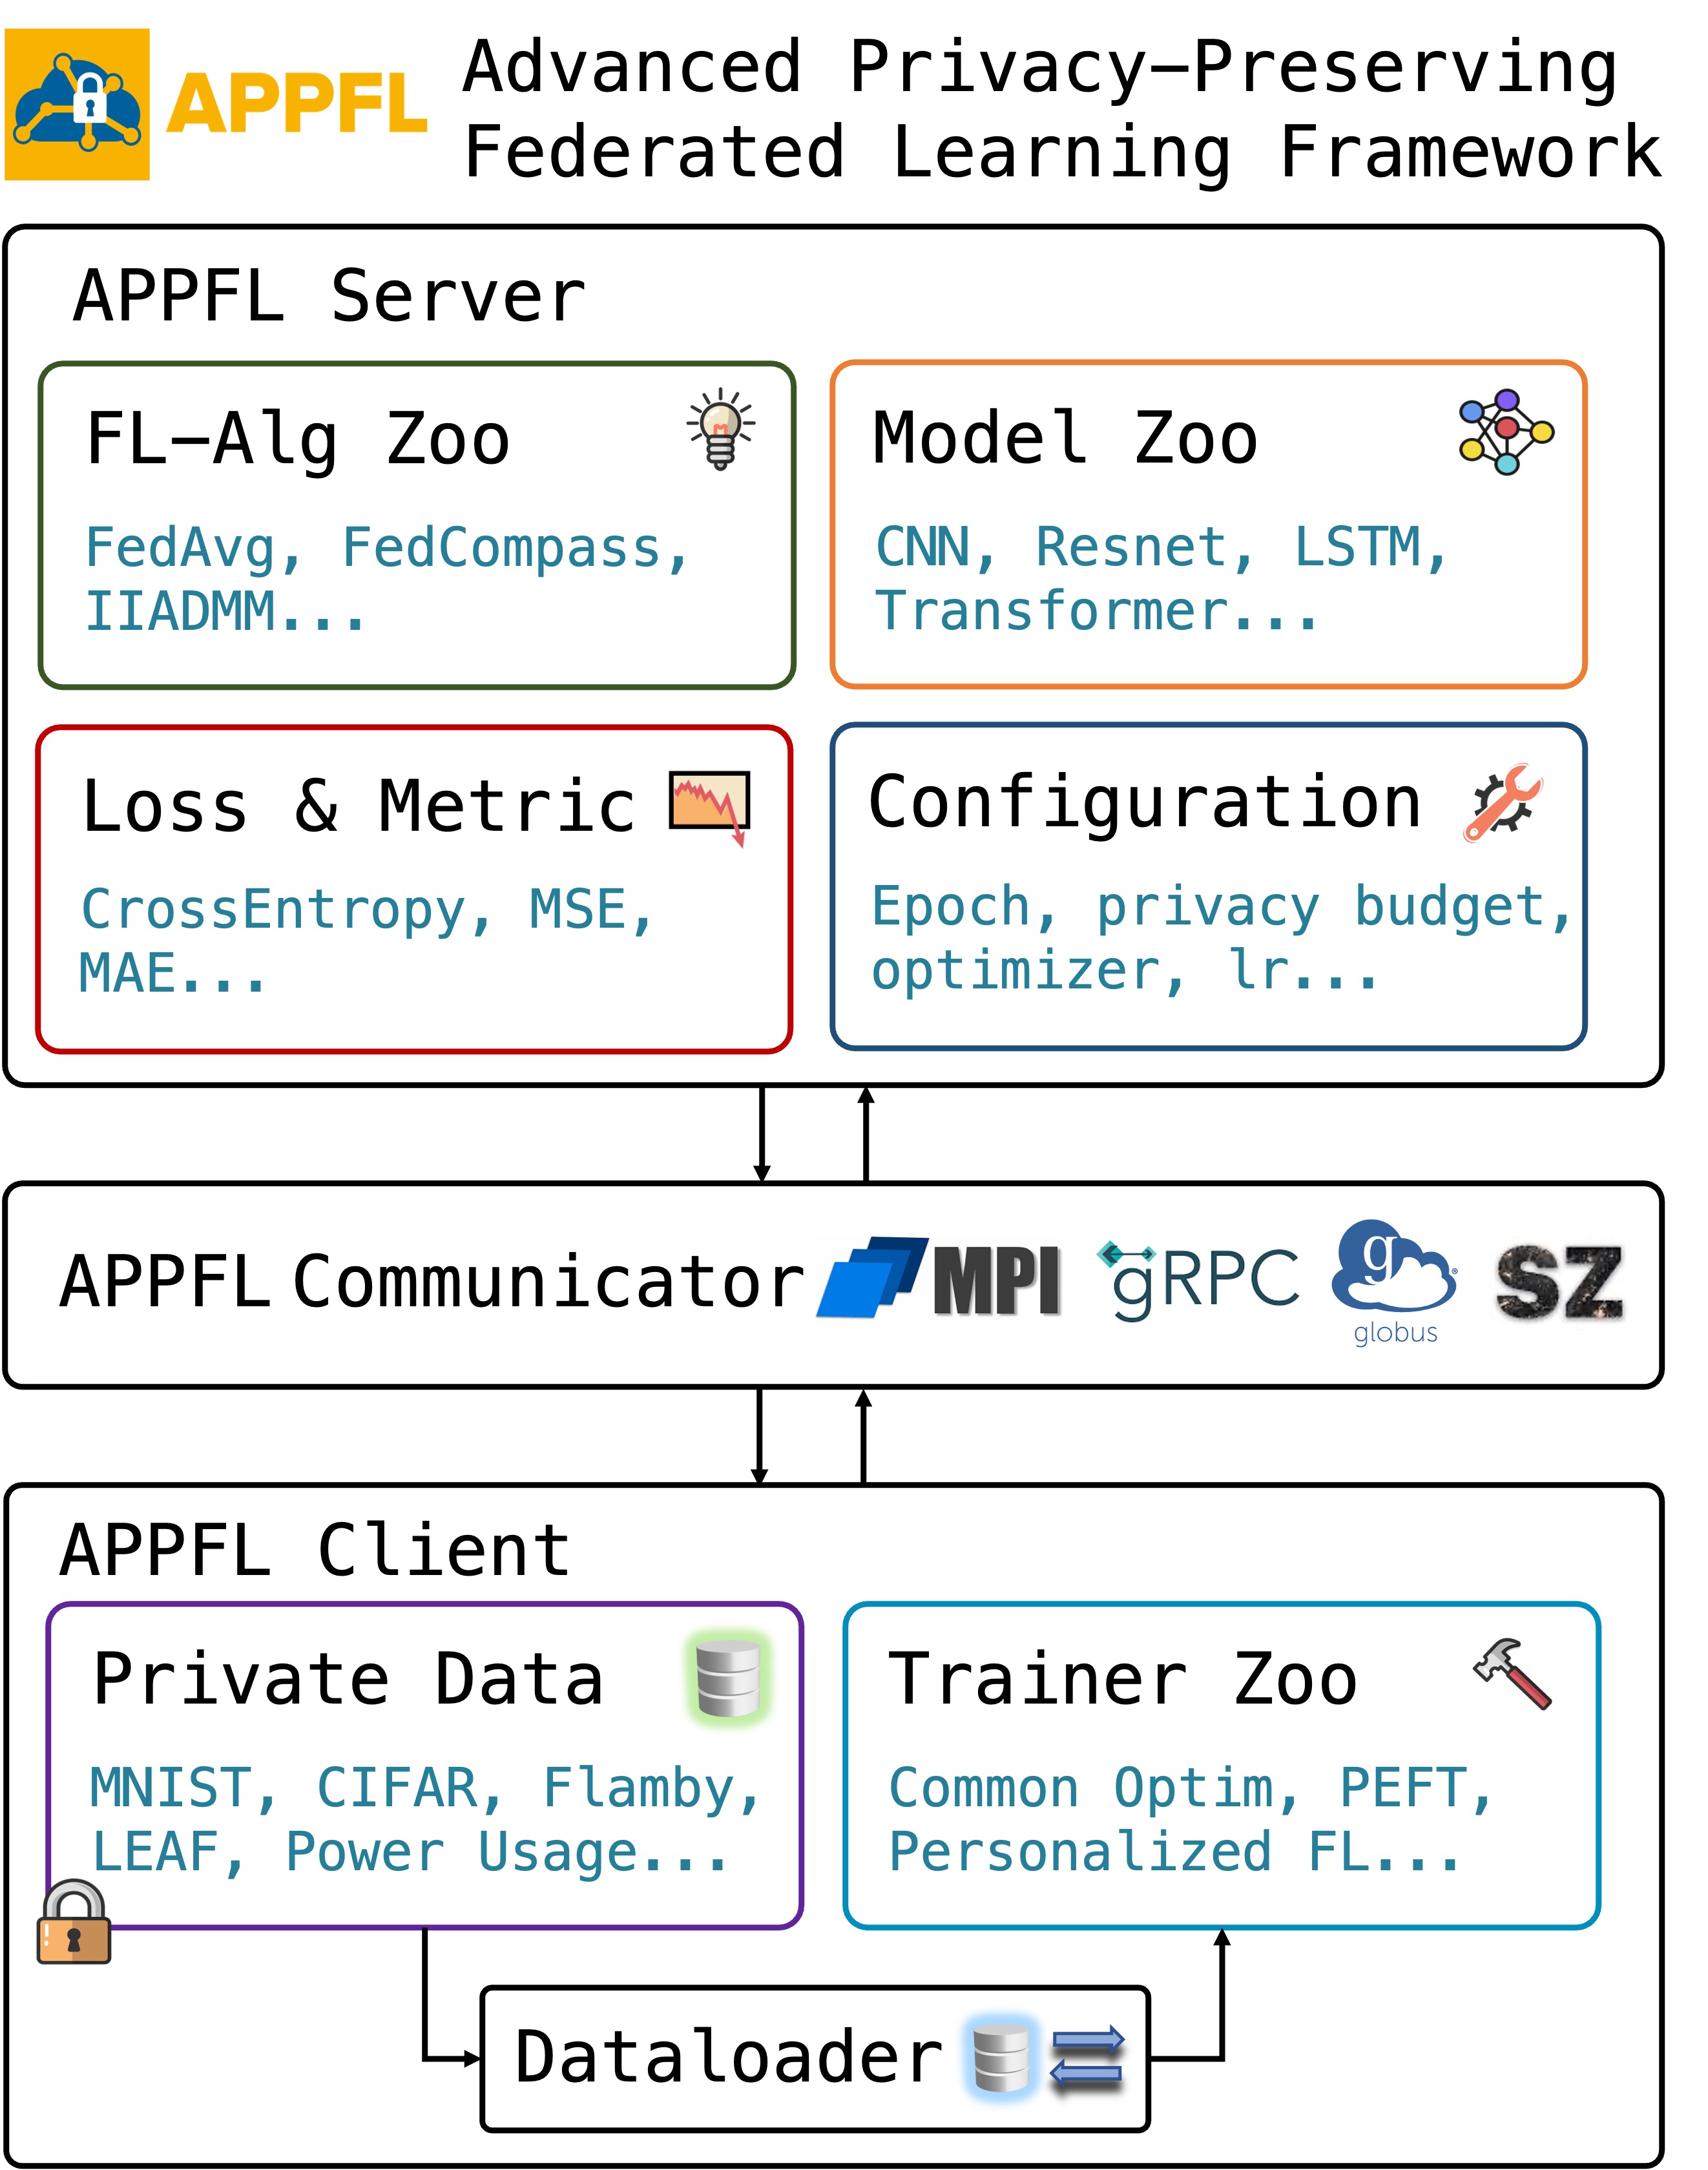 APPFL
Advanced Privacy-Preserving
Federated Learning Framework
APPFL Server
FL-Alg Zoo
FedAvg, FedCompass,
IIADMM...
Model Zoo
CNN, Resnet, LSTM,
Transformer...
Loss & Metric
CrossEntropy, MSE,
MAE...
Configuration
Epoch, privacy budget,
optimizer, lr...
APPFL Communicator
MPI
gRPC
g
globus
SZ
APPFL Client
Private Data
MNIST, CIFAR, Flamby,
LEAF, Power Usage...
Trainer Zoo
Common Optim, PEFT,
Personalized FL...
Dataloader